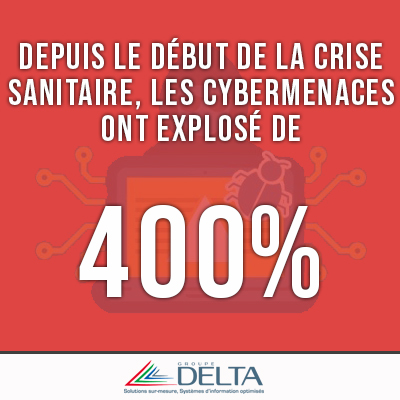 DEPUIS LE DÉBUT DE LA CRISE
SANITAIRE, LES CYBERMENACES
ONT EXPLOSÉ DE
400%
GROUPE
DELTA
Solutions sur-mesure, Systèmes d'information optimisés